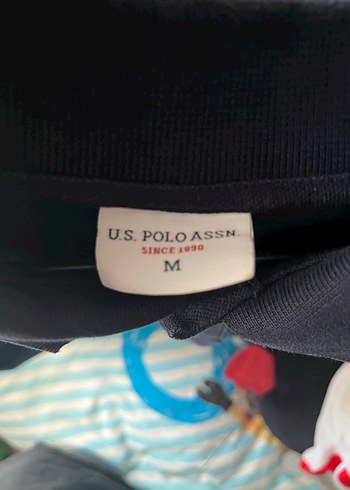 U.S. POLO ASSN.
SINCE 1890
M